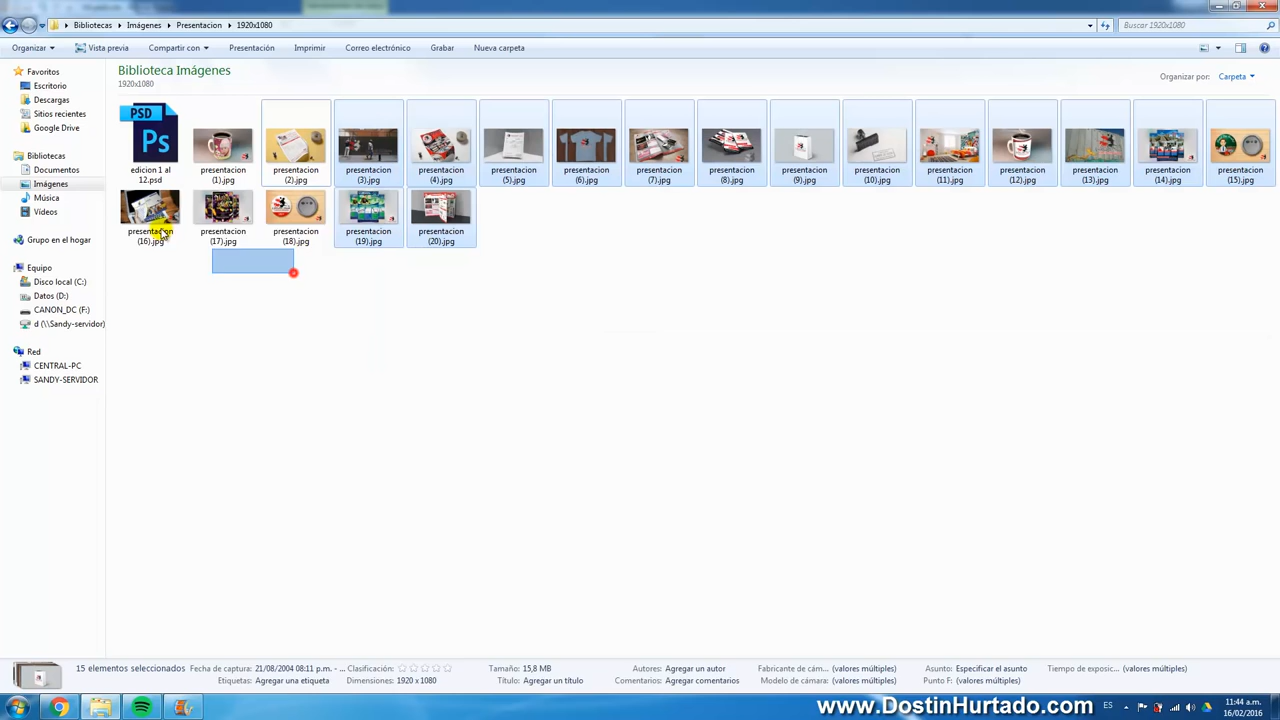 Bibliotecas ▸ Imágenes ▸ Presentacion ▸ 1920x1080
Buscar 1920x1080
Organizar Vista previa Compartir con Presentación Imprimir Correo electrónico Grabar Nueva carpeta
Favoritos
Escritorio
Descargas
Sitios recientes
Google Drive
Bibliotecas
Documentos
Imágenes
Música
Vídeos
Grupo en el hogar
Equipo
Disco local (C:)
Datos (D:)
CANON_DC (F:)
d (\\Sandy-servidor)
Red
CENTRAL-PC
SANDY-SERVIDOR
Biblioteca Imágenes
1920x1080
Organizar por: Carpeta
PSD
Ps
edicion 1 al
12.psd
presentacion
(1).jpg
presentacion
(2).jpg
presentacion
(3).jpg
presentacion
(4).jpg
presentacion
(5).jpg
presentacion
(6).jpg
presentacion
(7).jpg
presentacion
(8).jpg
presentacion
(9).jpg
presentacion
(10).jpg
presentacion
(11).jpg
presentacion
(12).jpg
presentacion
(13).jpg
presentacion
(14).jpg
presentacion
(15).jpg
presentacion
(16).jpg
presentacion
(17).jpg
presentacion
(18).jpg
presentacion
(19).jpg
presentacion
(20).jpg
15 elementos seleccionados Fecha de captura: 21/08/2004 08:11 p.m. - ... Clasificación: Tamaño: 15,8 MB Autores: Agregar un autor Fabricante de cám... (valores múltiples) Asunto: Especificar el asunto Tiempo de exposic... (valores múltiples)
Etiquetas: Agregar una etiqueta Dimensiones: 1920 x 1080 Título: Agregar un título Comentarios: Agregar comentarios Modelo de cámara: (valores múltiples) Punto F: (valores múltiples)
www.DostinHurtado.com
ES
11:44 a.m.
16/02/2016